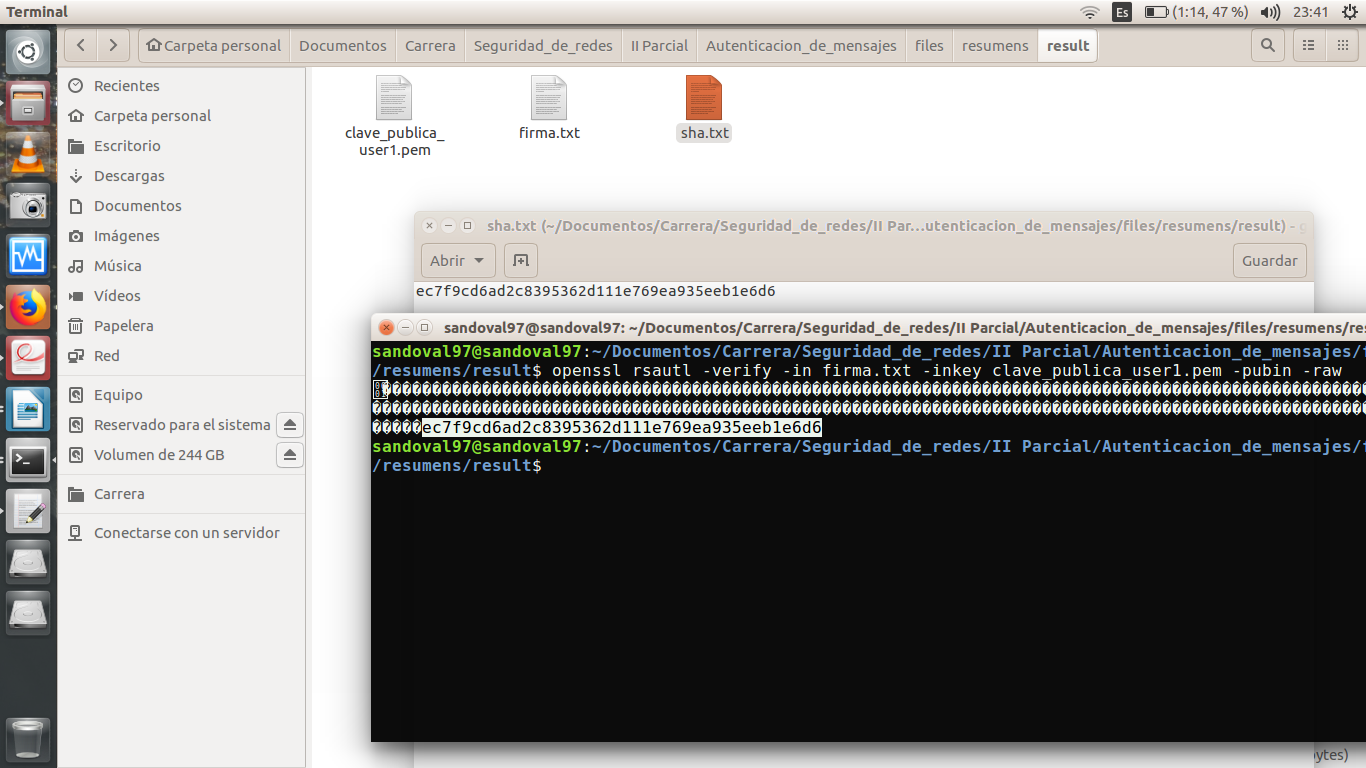 Terminal
Es
(1:14, 47 %)
23:41
Carpeta personal
Documentos
Carrera
Seguridad_de_redes
II Parcial
Autenticacion_de_mensajes
files
resumens
result
Recientes
Carpeta personal
Escritorio
Descargas
Documentos
Imágenes
Música
Vídeos
Papelera
Red
Equipo
Reservado para el sistema
Volumen de 244 GB
Carrera
Conectarse con un servidor
clave_publica_
user1.pem
firma.txt
sha.txt
sha.txt (~/Documentos/Carrera/Seguridad_de_redes/II Par...utenticacion_de_mensajes/files/resumens/result) -
Abrir
Guardar
ec7f9cd6ad2c8395362d111e769ea935eeb1e6d6
sandoval97@sandoval97: ~/Documentos/Carrera/Seguridad_de_redes/II Parcial/Autenticacion_de_mensajes/files/resumens/res
sandoval97@sandoval97:~/Documentos/Carrera/Seguridad_de_redes/II Parcial/Autenticacion_de_mensajes/f
/resumens/result$ openssl rsautl -verify -in firma.txt -inkey clave_publica_user1.pem -pubin -raw
ec7f9cd6ad2c8395362d111e769ea935eeb1e6d6
sandoval97@sandoval97:~/Documentos/Carrera/Seguridad_de_redes/II Parcial/Autenticacion_de_mensajes/f
/resumens/result$
ytes)